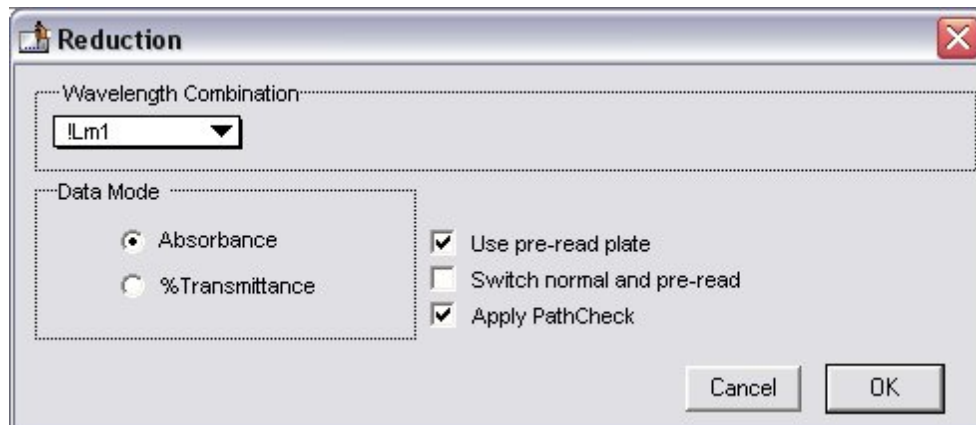 Reduction
Wavelength Combination
!Lm1
Data Mode
Absorbance
%Transmittance
Use pre-read plate
Switch normal and pre-read
Apply PathCheck
Cancel
OK